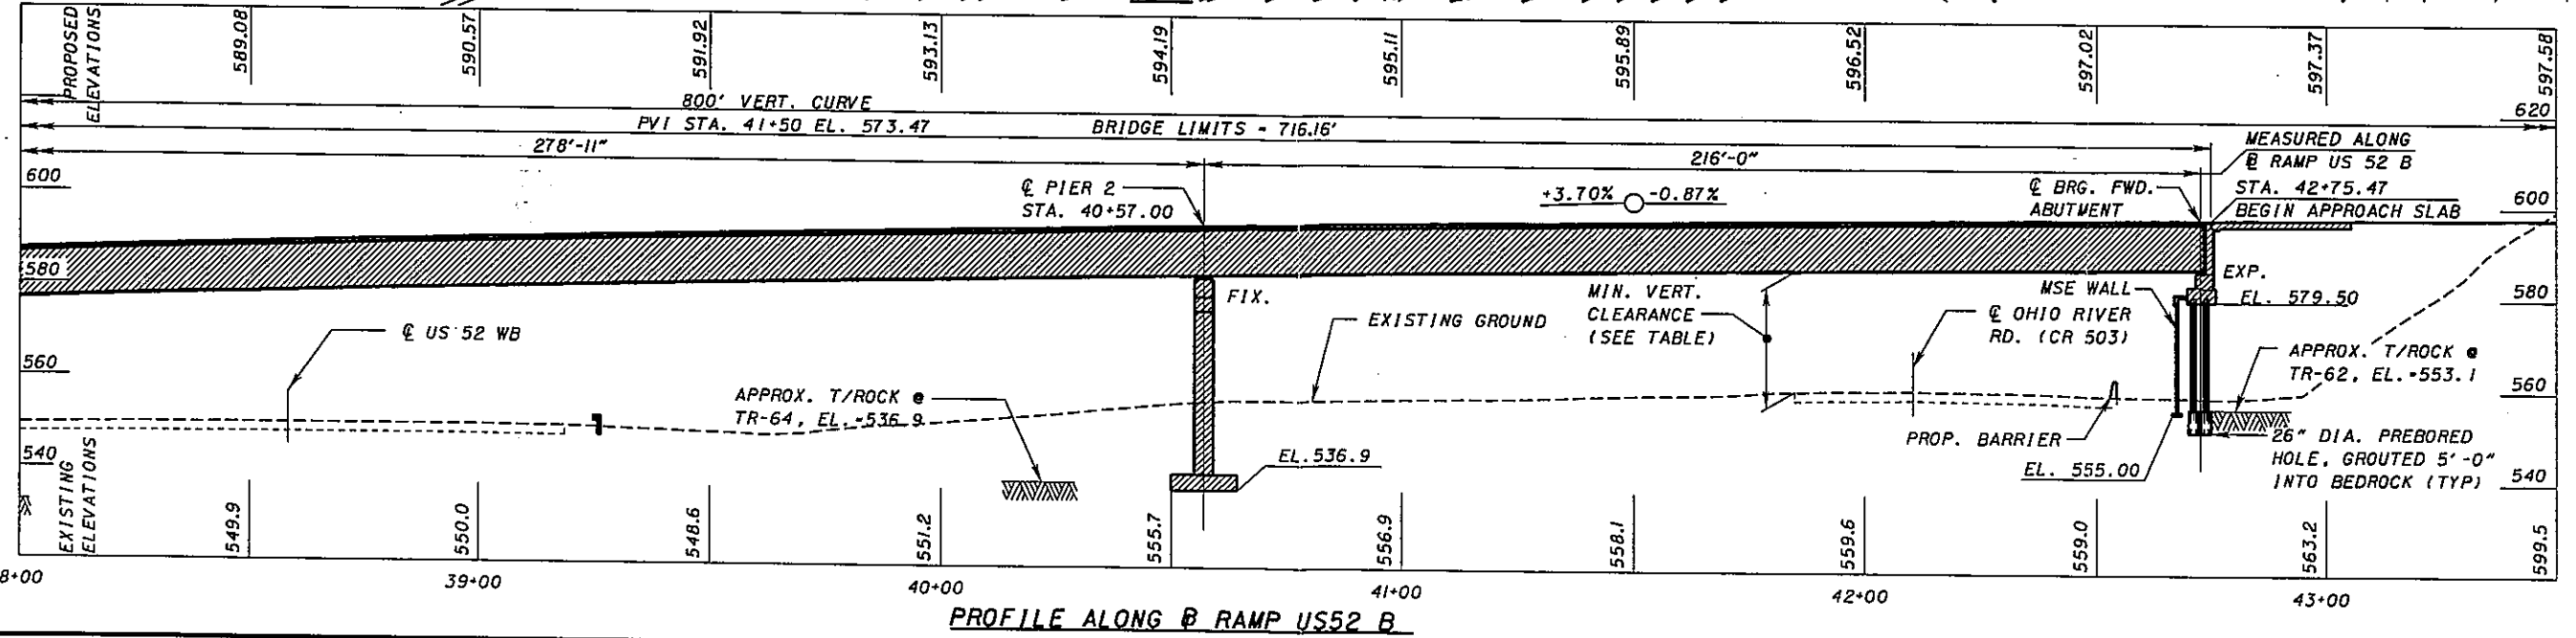 PROPOSED
ELEVATIONS
589.08
590.57
591.92
593.13
594.19
595.11
595.89
596.52
597.02
597.37
597.58
800' VERT. CURVE
PVI STA. 41+50 EL. 573.47
BRIDGE LIMITS = 716.16'
620
278'-11"
216'-0"
MEASURED ALONG
℄ RAMP US 52 B
600
℄ PIER 2
STA. 40+57.00
+3.70%
-0.87%
℄ BRG. FWD.
ABUTMENT
STA. 42+75.47
BEGIN APPROACH SLAB
600
580
FIX.
MIN. VERT.
CLEARANCE
(SEE TABLE)
MSE WALL
EXP.
EL. 579.50
580
℄ US 52 WB
EXISTING GROUND
℄ OHIO RIVER
RD. (CR 503)
560
APPROX. T/ROCK @
TR-64, EL.=536.9
APPROX. T/ROCK @
TR-62, EL.=553.1
560
540
EL.536.9
PROP. BARRIER
EL. 555.00
26" DIA. PREBORED
HOLE, GROUTED 5'-0"
INTO BEDROCK (TYP)
540
EXISTING
ELEVATIONS
549.9
550.0
548.6
551.2
555.7
556.9
558.1
559.6
559.0
563.2
599.5
8+00
39+00
40+00
41+00
42+00
43+00
PROFILE ALONG ℄ RAMP US52 B